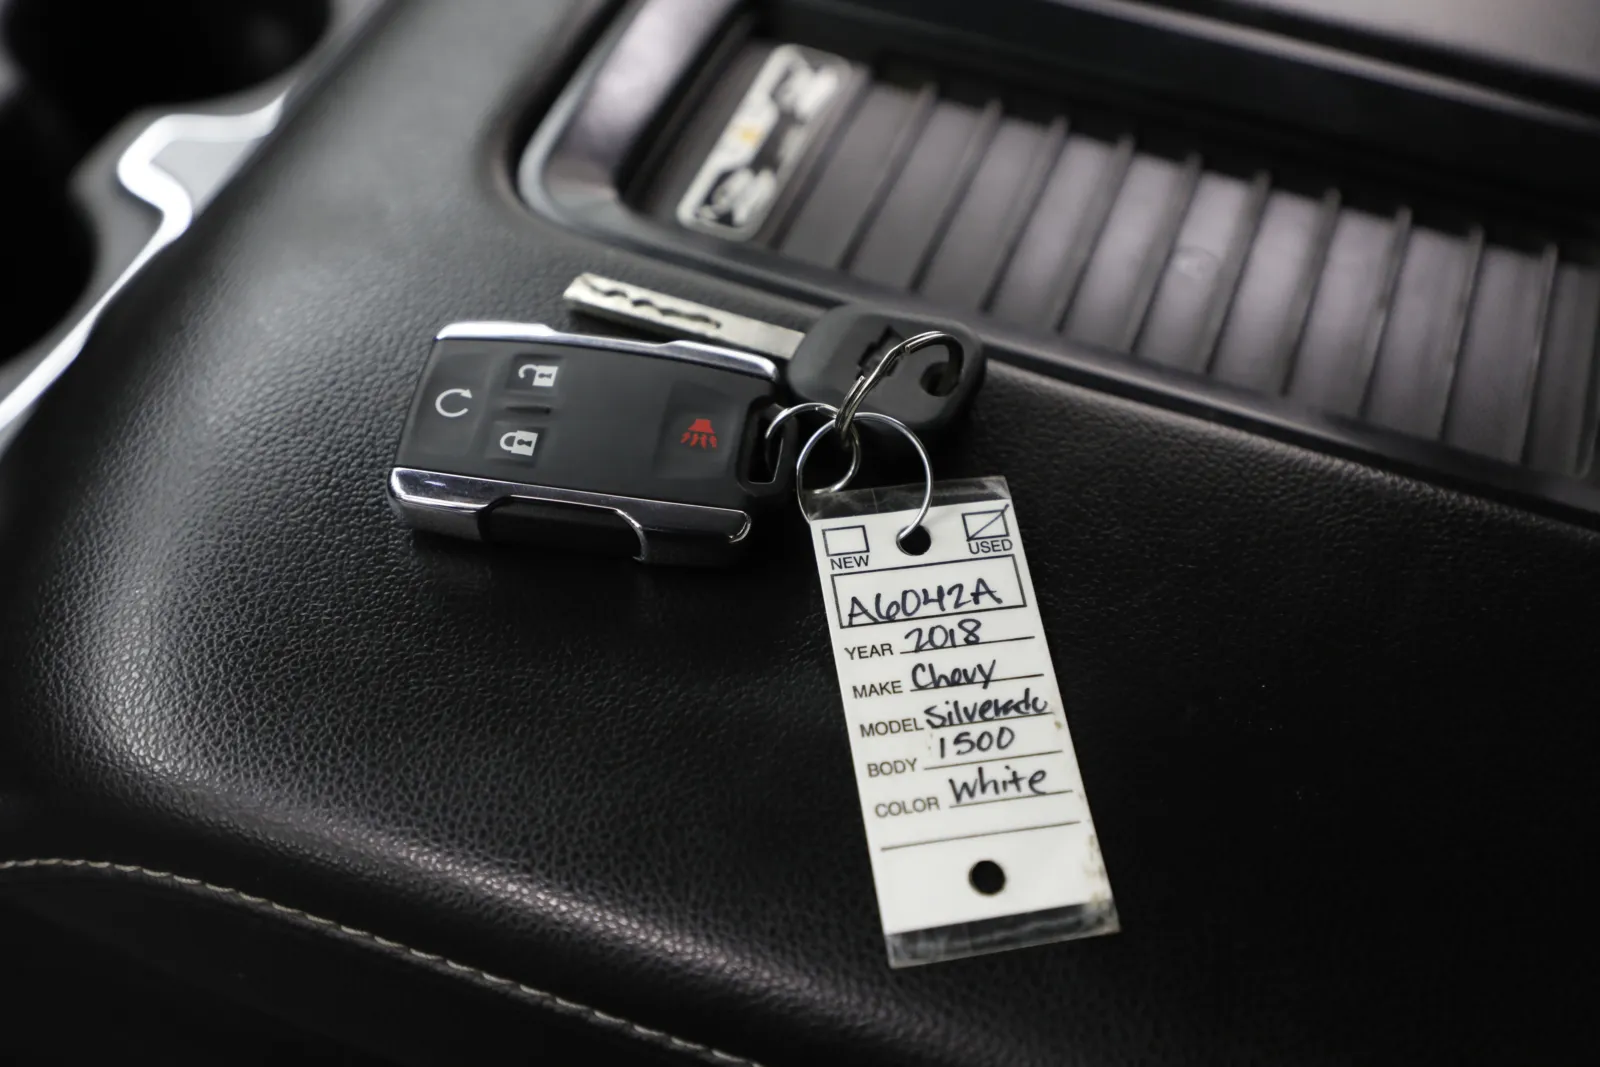 NEW USED
A6042A
YEAR 2018
MAKE Chevy
MODEL Silverado
BODY 1500
COLOR White